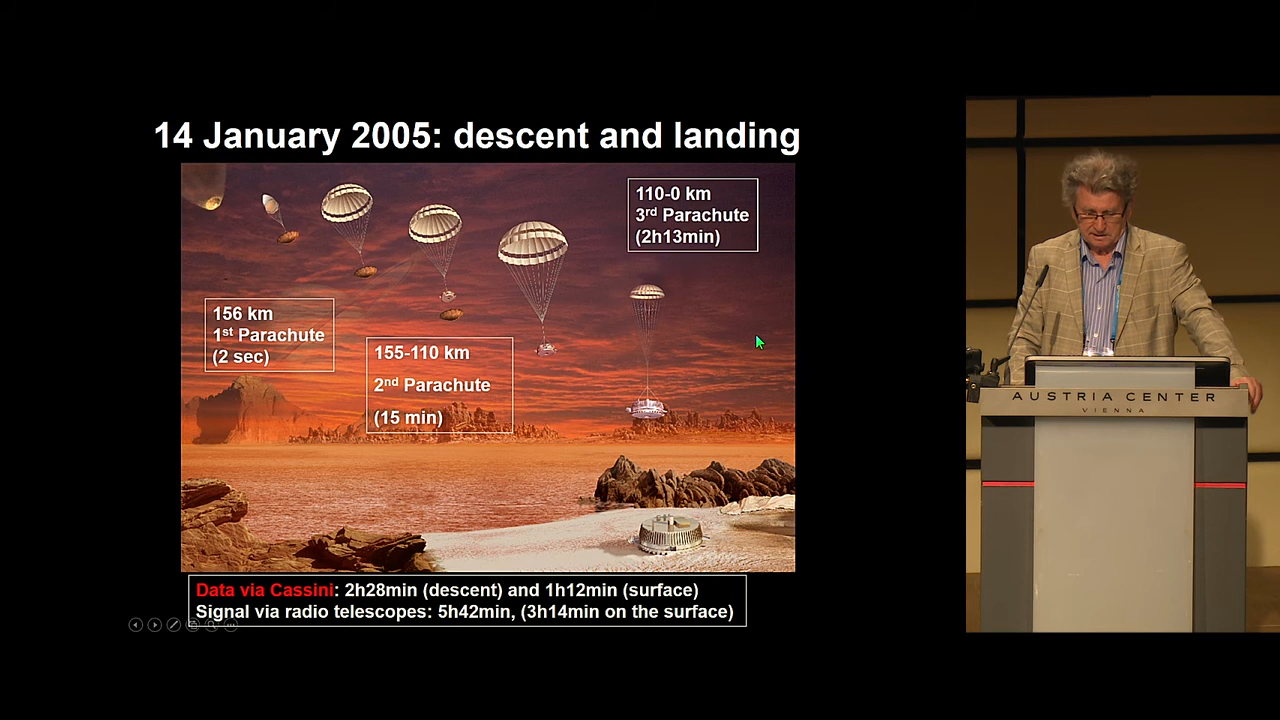 14 January 2005: descent and landing
110-0 km
3rd Parachute
(2h13min)
156 km
1st Parachute
(2 sec)
155-110 km
2nd Parachute
(15 min)
Data via Cassini: 2h28min (descent) and 1h12min (surface)
Signal via radio telescopes: 5h42min, (3h14min on the surface)
AUSTRIA CENTER
VIENNA